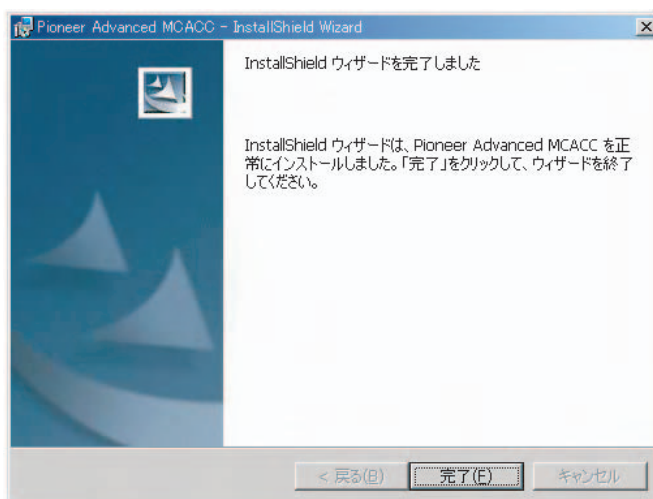 Pioneer Advanced MCACC - InstallShield Wizard
InstallShield ウィザードを完了しました
InstallShield ウィザードは、Pioneer Advanced MCACC を正
常にインストールしました。「完了」をクリックして、ウィザードを終了
してください。
< 戻る(B)
完了(F)
キャンセル